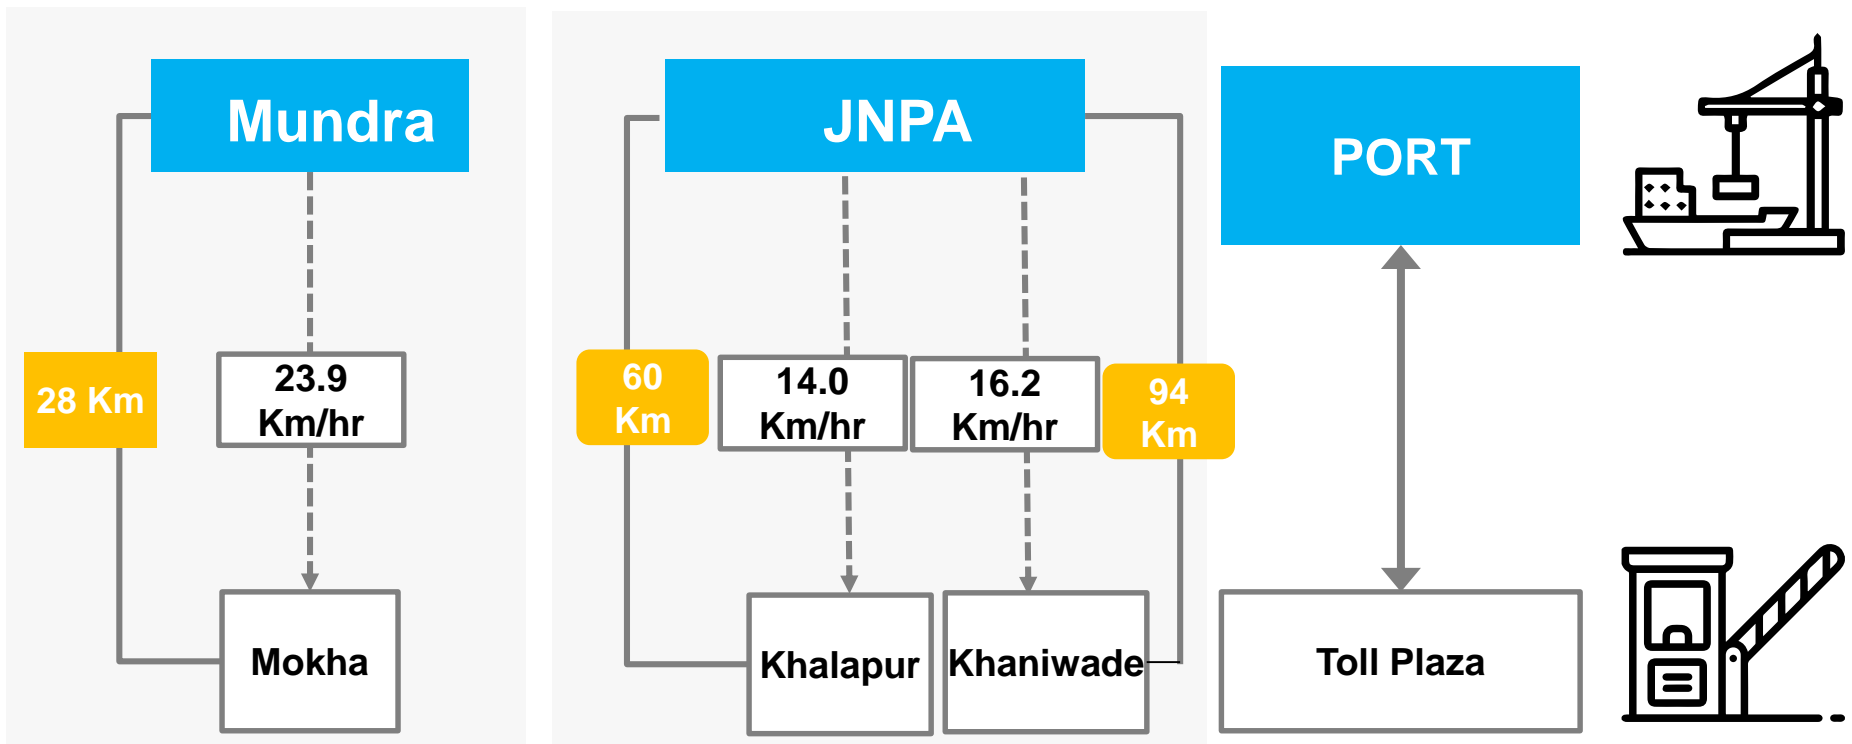 Mundra
JNPA
PORT
28 Km
23.9
Km/hr
60
Km
14.0
Km/hr
16.2
Km/hr
94
Km
Mokha
Khalapur
Khaniwade
Toll Plaza